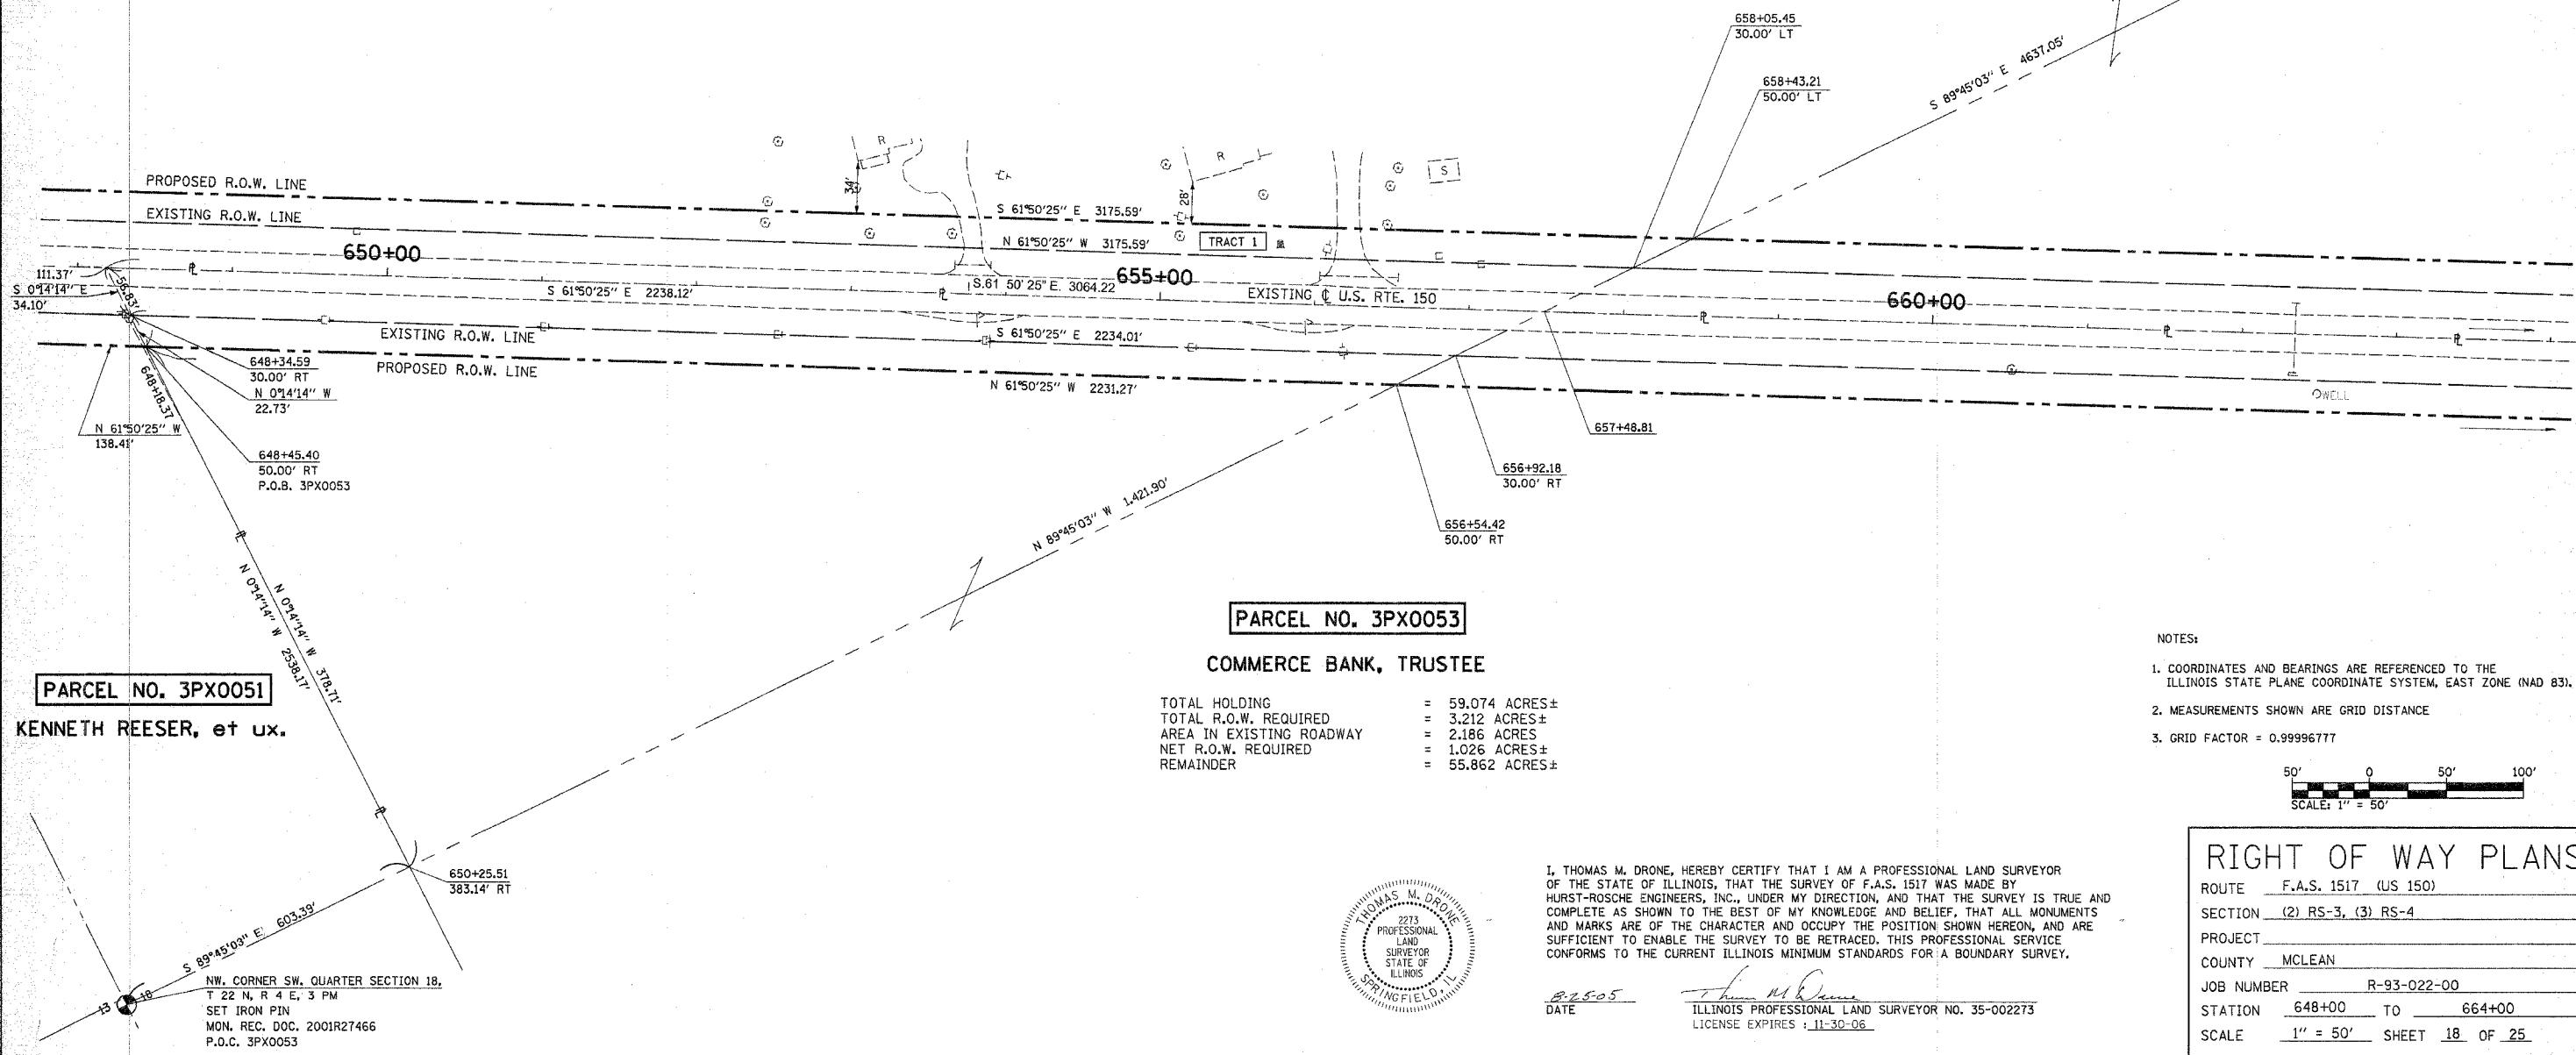 658+05.45
30.00' LT
658+43.21
50.00' LT
S 89°45'03" E 4637.05'
PROPOSED R.O.W. LINE
EXISTING R.O.W. LINE
R
34'
R
28'
S
S 61°50'25" E 3175.59'
N 61°50'25" W 3175.59'
TRACT 1
650+00
655+00
660+00
111.37'
S 0°14'14" E
34.10'
56.83'
S 61°50'25" E 2238.12'
S.61 50'25" E. 3064.22
EXISTING ℄ U.S. RTE. 150
EXISTING R.O.W. LINE
S 61°50'25" E 2234.01'
PROPOSED R.O.W. LINE
N 61°50'25" W 2231.27'
648+34.59
30.00' RT
N 0°14'14" W
22.73'
648+18.37
N 61°50'25" W
138.41'
648+45.40
50.00' RT
P.O.B. 3PX0053
WELL
657+48.81
656+92.18
30.00' RT
656+54.42
50.00' RT
N 89°45'03" W 1,421.90'
N 0°14'14" W 378.71'
N 0°14'14" W 2538.17'
PARCEL NO. 3PX0051
KENNETH REESER, et ux.
PARCEL NO. 3PX0053
COMMERCE BANK, TRUSTEE
TOTAL HOLDING = 59.074 ACRES±
TOTAL R.O.W. REQUIRED = 3.212 ACRES±
AREA IN EXISTING ROADWAY = 2.186 ACRES
NET R.O.W. REQUIRED = 1.026 ACRES±
REMAINDER = 55.862 ACRES±
NOTES:
1. COORDINATES AND BEARINGS ARE REFERENCED TO THE
ILLINOIS STATE PLANE COORDINATE SYSTEM, EAST ZONE (NAD 83).
2. MEASUREMENTS SHOWN ARE GRID DISTANCE
3. GRID FACTOR = 0.99996777
50' 0 50' 100'
SCALE: 1" = 50'
650+25.51
383.14' RT
S 89°45'03" E 603.39'
13 18
NW. CORNER SW. QUARTER SECTION 18,
T 22 N, R 4 E, 3 PM
SET IRON PIN
MON. REC. DOC. 2001R27466
P.O.C. 3PX0053
THOMAS M. DRONE
2273
PROFESSIONAL
LAND
SURVEYOR
STATE OF
ILLINOIS
SPRINGFIELD, IL
I, THOMAS M. DRONE, HEREBY CERTIFY THAT I AM A PROFESSIONAL LAND SURVEYOR
OF THE STATE OF ILLINOIS, THAT THE SURVEY OF F.A.S. 1517 WAS MADE BY
HURST-ROSCHE ENGINEERS, INC., UNDER MY DIRECTION, AND THAT THE SURVEY IS TRUE AND
COMPLETE AS SHOWN TO THE BEST OF MY KNOWLEDGE AND BELIEF, THAT ALL MONUMENTS
AND MARKS ARE OF THE CHARACTER AND OCCUPY THE POSITION SHOWN HEREON, AND ARE
SUFFICIENT TO ENABLE THE SURVEY TO BE RETRACED. THIS PROFESSIONAL SERVICE
CONFORMS TO THE CURRENT ILLINOIS MINIMUM STANDARDS FOR A BOUNDARY SURVEY.
8-25-05
DATE
Thomas M Drone
ILLINOIS PROFESSIONAL LAND SURVEYOR NO. 35-002273
LICENSE EXPIRES : 11-30-06
RIGHT OF WAY PLANS
ROUTE F.A.S. 1517 (US 150)
SECTION (2) RS-3, (3) RS-4
PROJECT
COUNTY MCLEAN
JOB NUMBER R-93-022-00
STATION 648+00 TO 664+00
SCALE 1" = 50' SHEET 18 OF 25